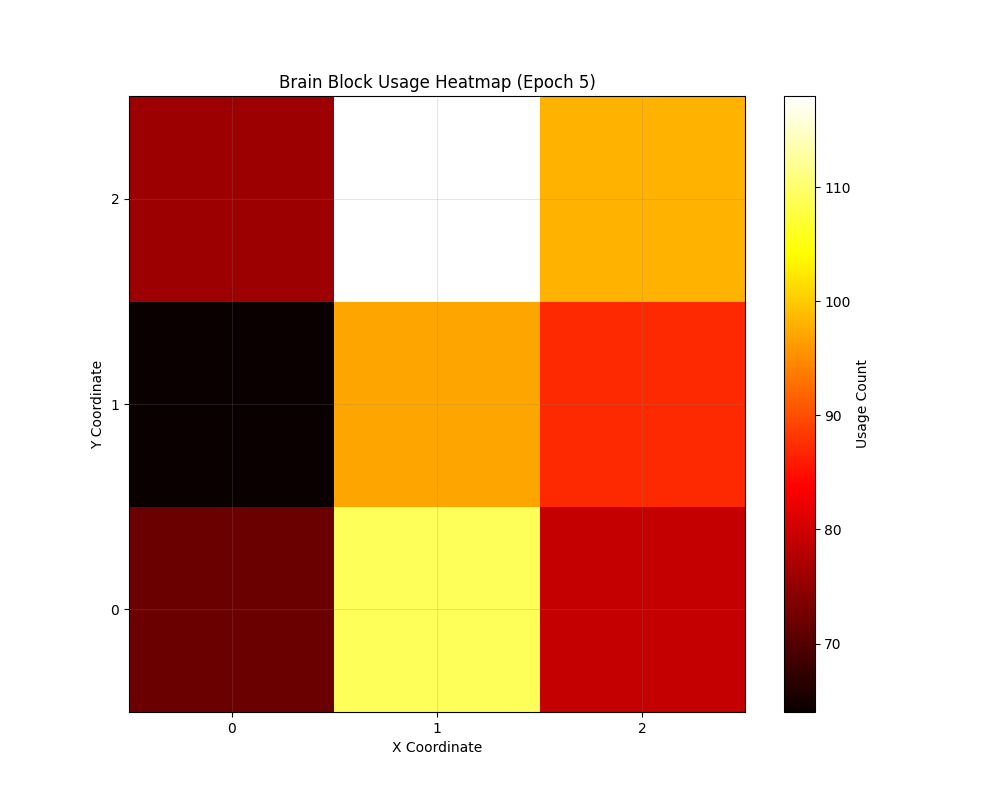 Brain Block Usage Heatmap (Epoch 5)
2
1
0
Y Coordinate
0 1 2
X Coordinate
110
100
90
80
70
Usage Count